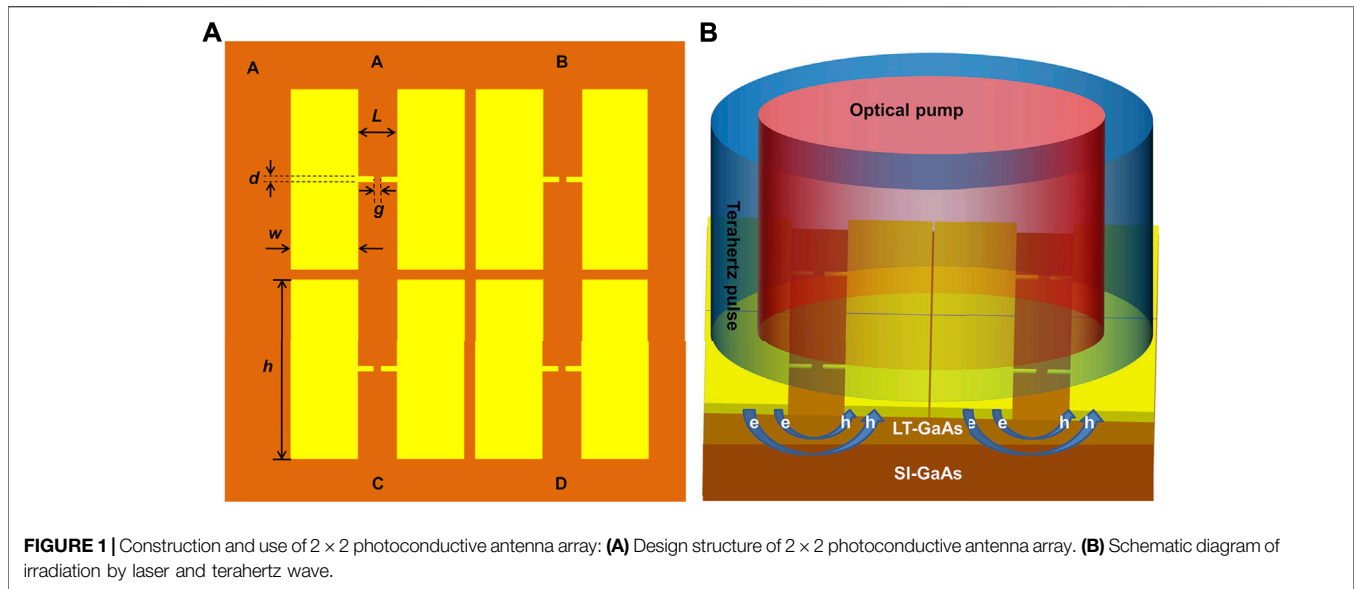 A
A
A
B
L
d
g
w
h
C
D
B
Optical pump
Terahertz pulse
e e h h e e h h
LT-GaAs
SI-GaAs
FIGURE 1 | Construction and use of 2 × 2 photoconductive antenna array: (A) Design structure of 2 × 2 photoconductive antenna array. (B) Schematic diagram of
irradiation by laser and terahertz wave.